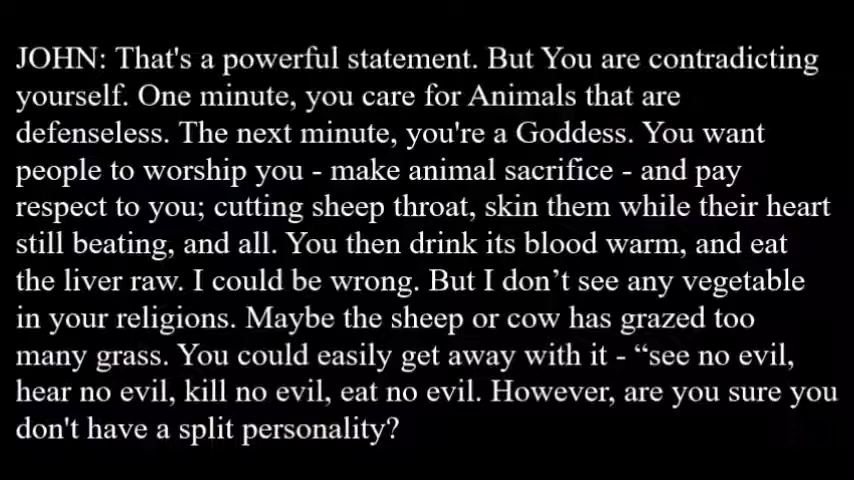 JOHN: That's a powerful statement. But You are contradicting
yourself. One minute, you care for Animals that are
defenseless. The next minute, you're a Goddess. You want
people to worship you - make animal sacrifice - and pay
respect to you; cutting sheep throat, skin them while their heart
still beating, and all. You then drink its blood warm, and eat
the liver raw. I could be wrong. But I don’t see any vegetable
in your religions. Maybe the sheep or cow has grazed too
many grass. You could easily get away with it - “see no evil,
hear no evil, kill no evil, eat no evil. However, are you sure you
don't have a split personality?